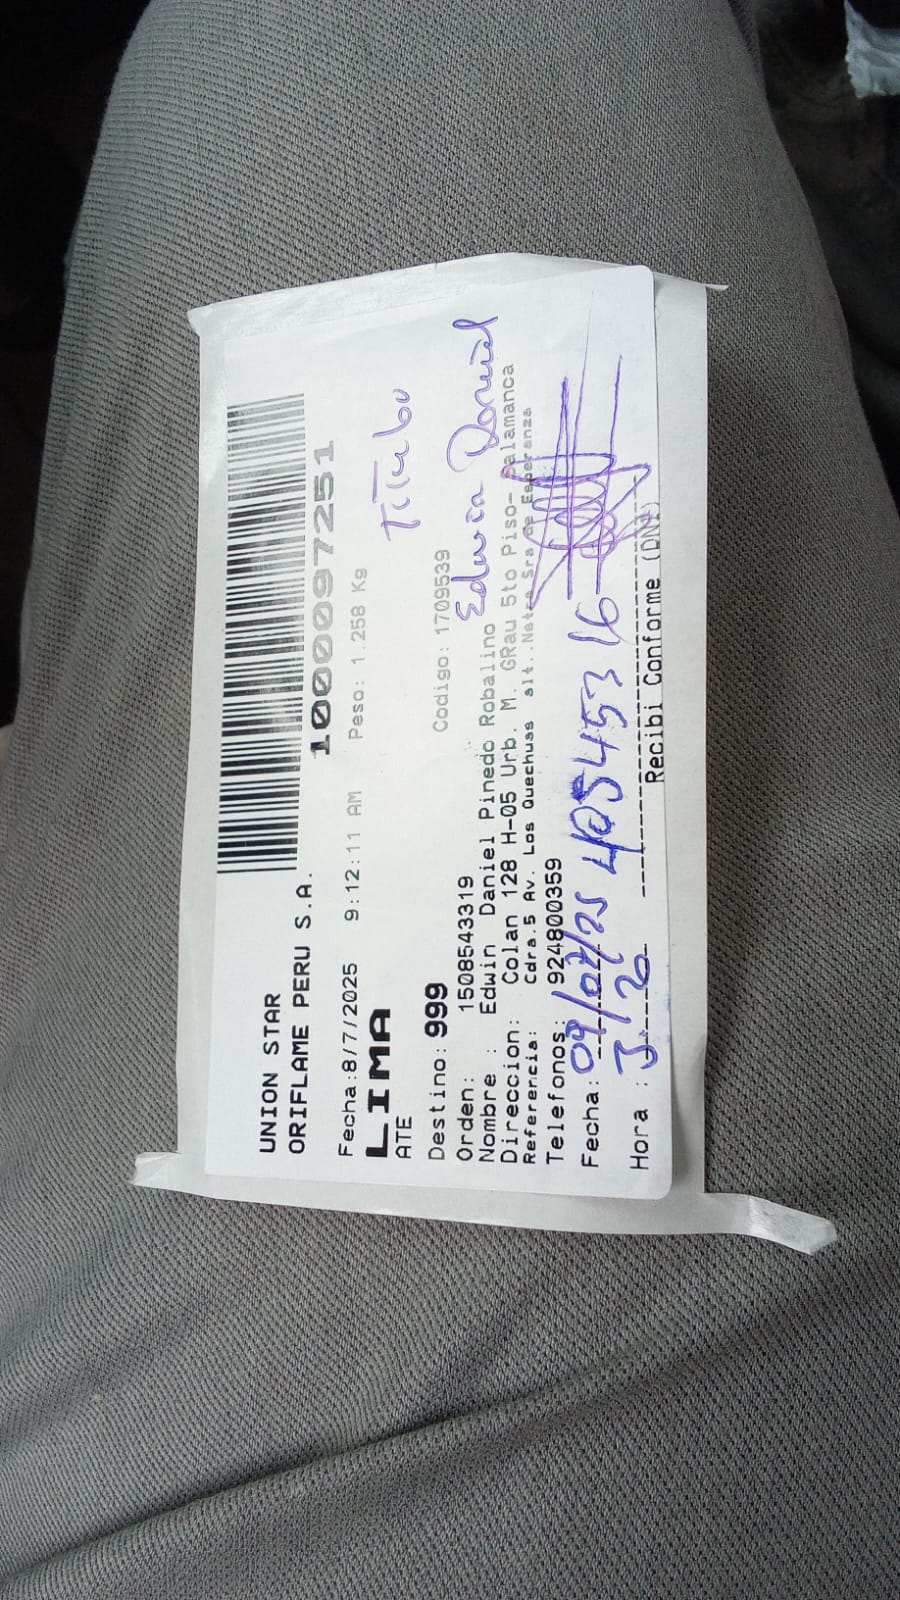 UNION STAR
ORIFLAME PERU S.A.
1000097251
Fecha:8/7/2025 9:12:11 AM Peso: 1.258 Kg
LIMA
ATE
Titular
Destino: 999 Codigo: 1709539
Edwin Daniel
Orden: 1508543319
Nombre : Edwin Daniel Pinedo Robalino
Direccion: Colan 128 H-05 Urb. M. GRau 5to Piso- Palamanca
Referencia: Cdra.5 Av. Los Quechuas alt..Nstra Sra de Esperanza
Telefonos: 924800359
Fecha: 09/07/25 40545316
Hora : 3.20
Recibi Conforme (DNI)